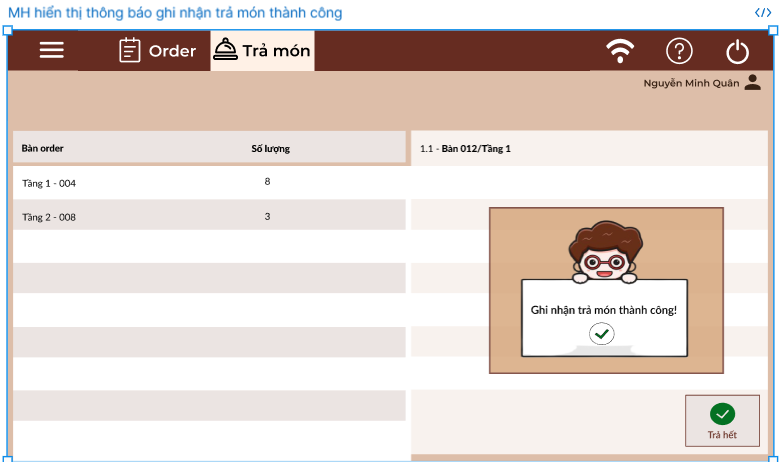 MH hiển thị thông báo ghi nhận trả món thành công
Order
Trả món
Nguyễn Minh Quân
Bàn order
Số lượng
1.1 - Bàn 012/Tầng 1
Tầng 1 - 004
8
Tầng 2 - 008
3
Ghi nhận trả món thành công!
Trả hết